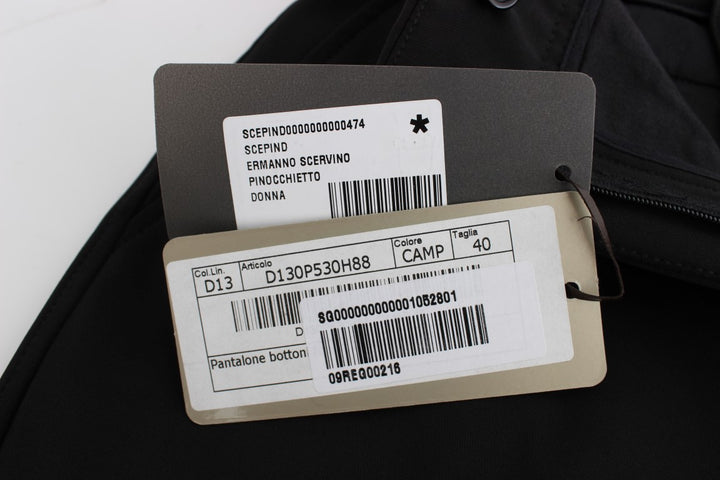 SCEPIND0000000000474
*
SCEPIND
ERMANNO SCERVINO
PINOCCHIETTO
DONNA
Col.Lin. Articolo Colore Taglia
D13 D130P530H88 CAMP 40
D
Pantalone botton
SG000000000001052801
09REG00216